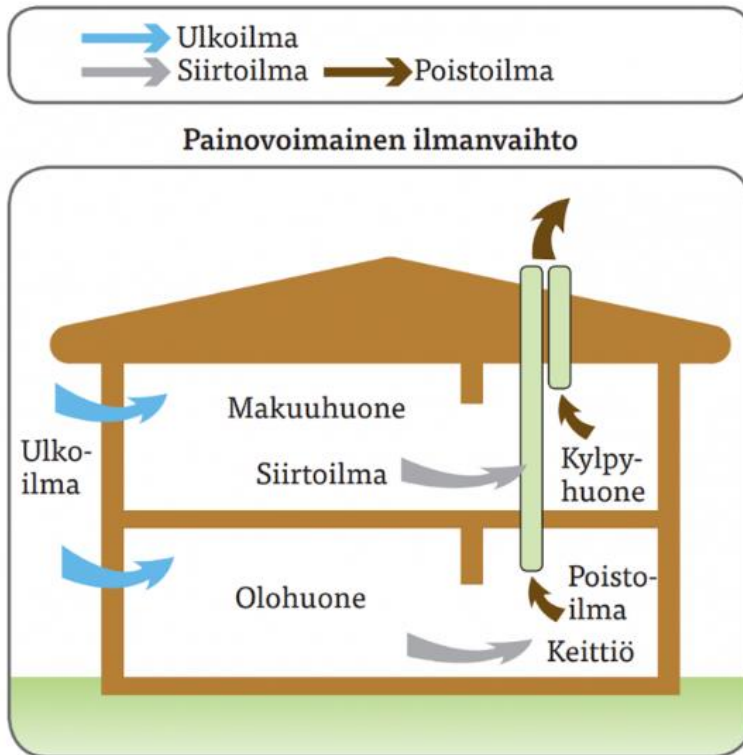 Ulkoilma
Siirtoilma Poistoilma
Painovoimainen ilmanvaihto
Makuuhuone
Ulko-
ilma
Siirtoilma
Kylpy-
huone
Olohuone
Poisto-
ilma
Keittiö